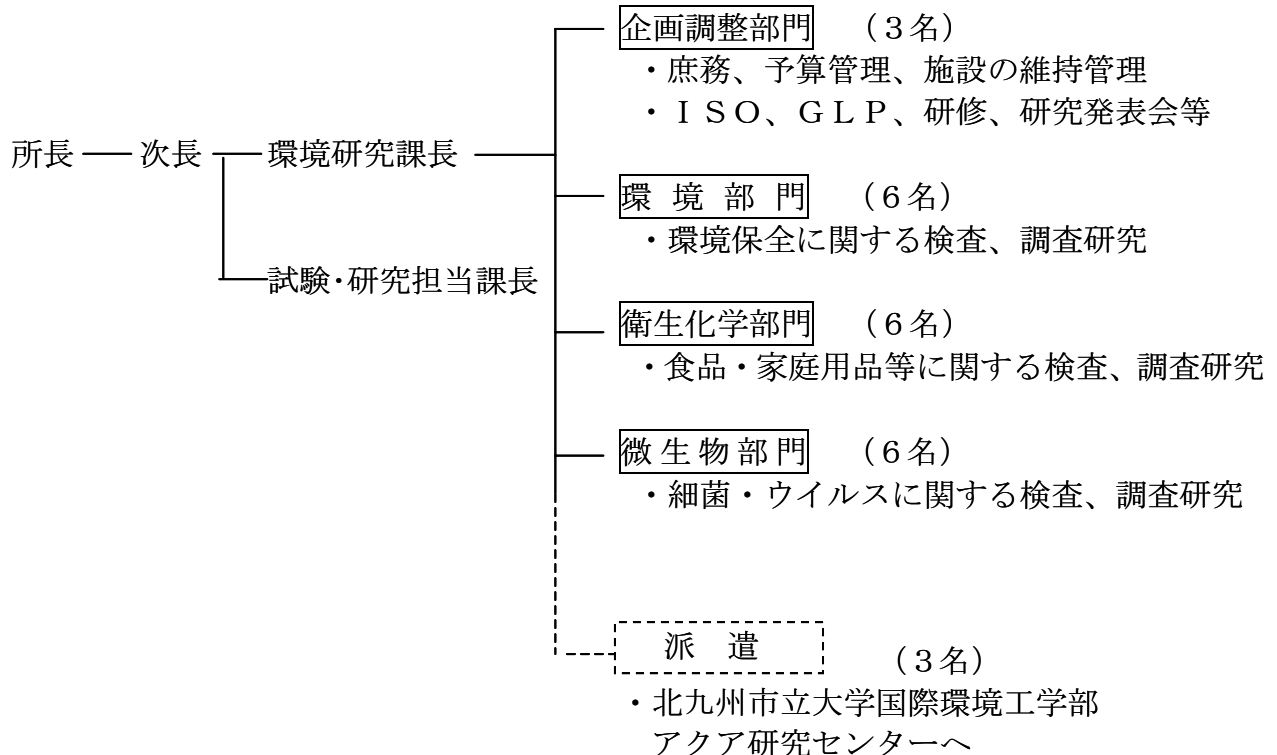 企画調整部門 (3名)
・庶務、予算管理、施設の維持管理
・ISO、GLP、研修、研究発表会等
所長 次長 環境研究課長
環境部門 (6名)
・環境保全に関する検査、調査研究
試験・研究担当課長
衛生化学部門 (6名)
・食品・家庭用品等に関する検査、調査研究
微生物部門 (6名)
・細菌・ウイルスに関する検査、調査研究
派遣 (3名)
・北九州市立大学国際環境工学部
アクア研究センターへ